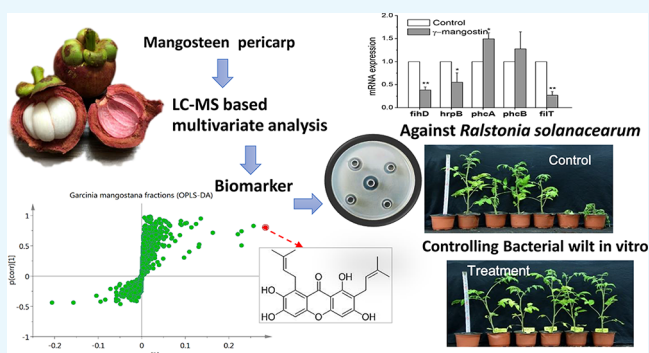 Mangosteen pericarp
LC-MS based
multivariate analysis
Biomarker
Garcinia mangostana fractions (OPLS-DA)
p(corr)[1]
1
0.5
0
-0.5
-1
-0.2
-0.1
0
0.1
0.2
O
OH
HO
HO
O
OH
mRNA expression
2.0
1.5
1.0
0.5
0.0
Control
γ-mangostin
**
*
*
**
fihD
hrpB
phcA
phcB
filT
Against Ralstonia solanacearum
Control
Controlling Bacterial wilt in vitro
Treatment